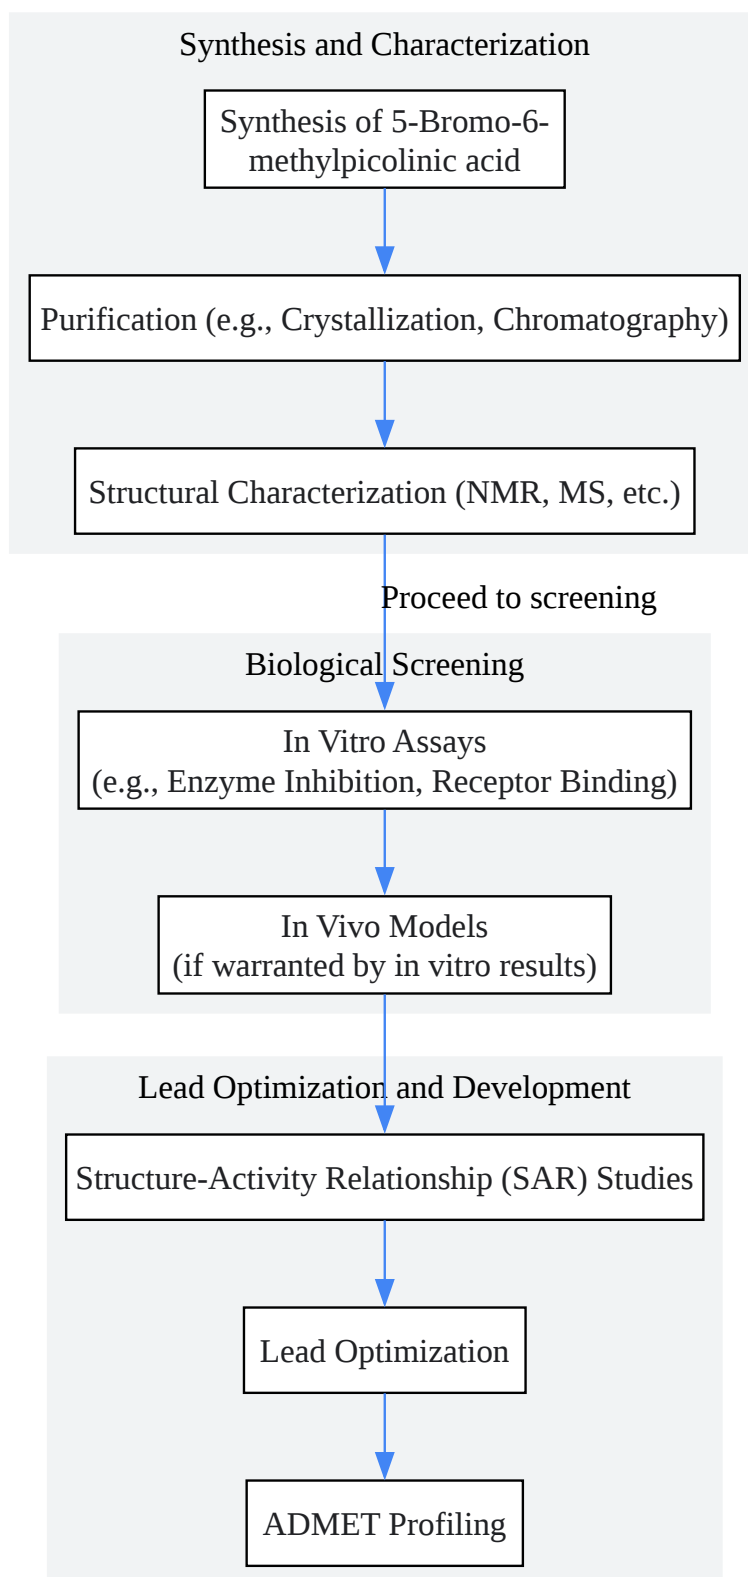 Synthesis and Characterization
Synthesis of 5-Bromo-6-
methylpicolinic acid
Purification (e.g., Crystallization, Chromatography)
Structural Characterization (NMR, MS, etc.)
Proceed to screening
Biological Screening
In Vitro Assays
(e.g., Enzyme Inhibition, Receptor Binding)
In Vivo Models
(if warranted by in vitro results)
Lead Optimization and Development
Structure-Activity Relationship (SAR) Studies
Lead Optimization
ADMET Profiling